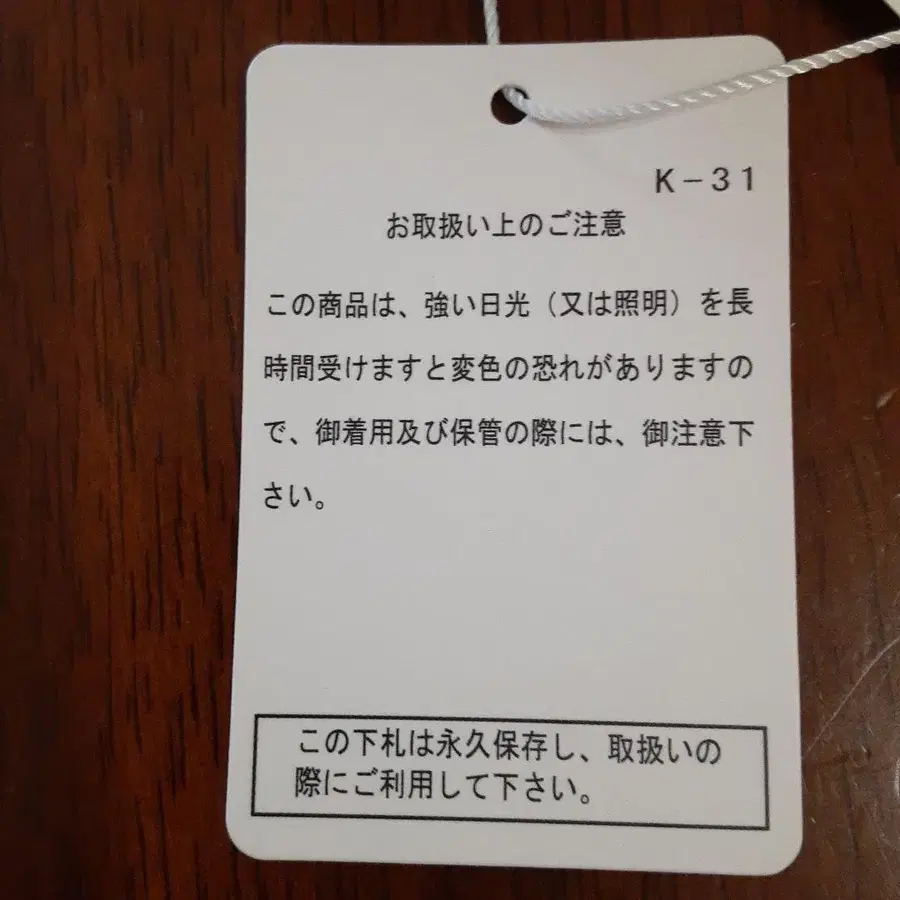 K－31
お取扱い上のご注意
この商品は、強い日光（又は照明）を長
時間受けますと変色の恐れがありますの
で、御着用及び保管の際には、御注意下
さい。
この下札は永久保存し、取扱いの
際にご利用して下さい。